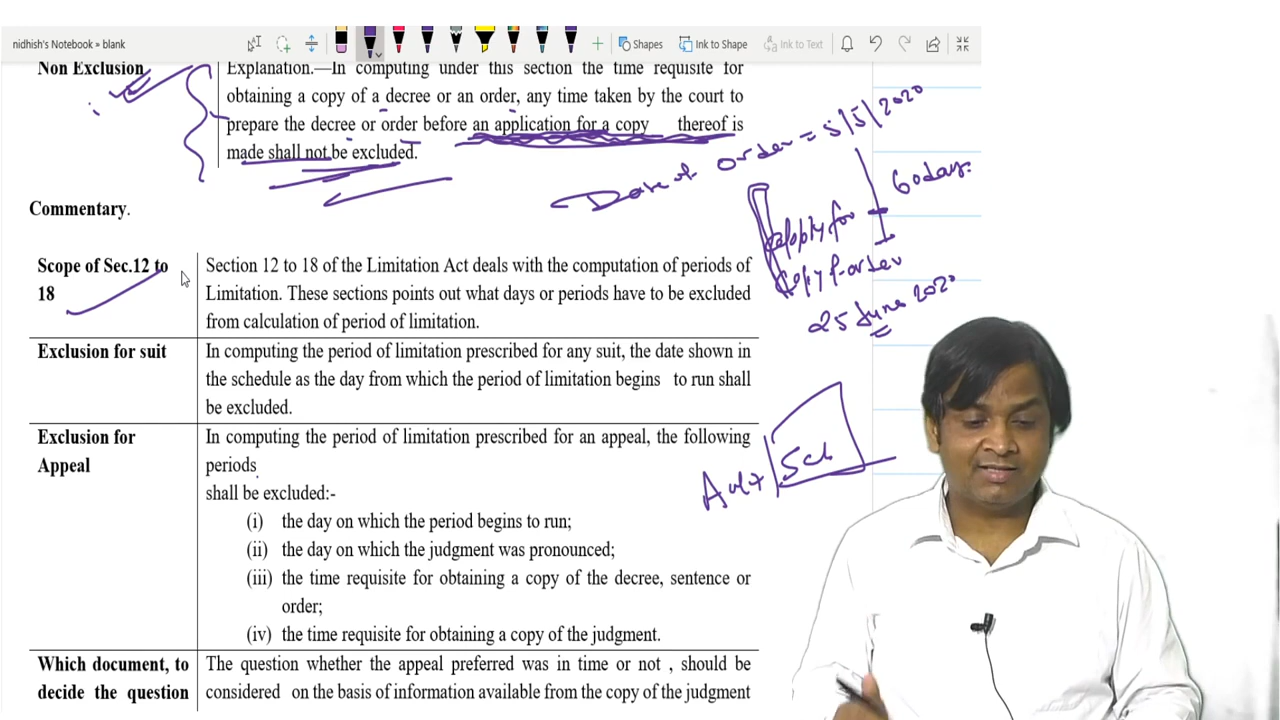 nidhish's Notebook » blank
Shapes
Ink to Shape
Ink to Text
Non Exclusion
Explanation.—In computing under this section the time requisite for
obtaining a copy of a decree or an order, any time taken by the court to
prepare the decree or order before an application for a copy thereof is
made shall not be excluded.
Date of order = 5/5/2020
60 days
apply for
copy of order
25 June 2020
Commentary.
Scope of Sec.12 to
18
Section 12 to 18 of the Limitation Act deals with the computation of periods of
Limitation. These sections points out what days or periods have to be excluded
from calculation of period of limitation.
Exclusion for suit
In computing the period of limitation prescribed for any suit, the date shown in
the schedule as the day from which the period of limitation begins to run shall
be excluded.
Exclusion for
Appeal
In computing the period of limitation prescribed for an appeal, the following
periods
shall be excluded:-
(i) the day on which the period begins to run;
(ii) the day on which the judgment was pronounced;
(iii) the time requisite for obtaining a copy of the decree, sentence or
order;
(iv) the time requisite for obtaining a copy of the judgment.
Sch
Which document, to
decide the question
The question whether the appeal preferred was in time or not , should be
considered on the basis of information available from the copy of the judgment